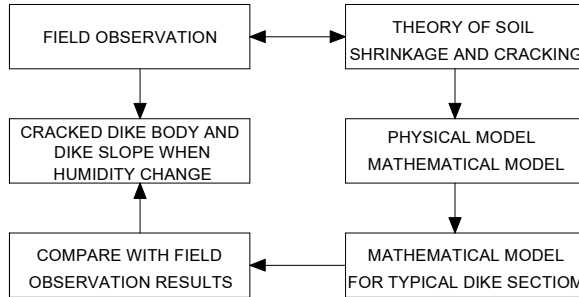 FIELD OBSERVATION
THEORY OF SOIL
SHRINKAGE AND CRACKING
CRACKED DIKE BODY AND
DIKE SLOPE WHEN
HUMIDITY CHANGE
PHYSICAL MODEL
MATHEMATICAL MODEL
COMPARE WITH FIELD
OBSERVATION RESULTS
MATHEMATICAL MODEL
FOR TYPICAL DIKE SECTIOM